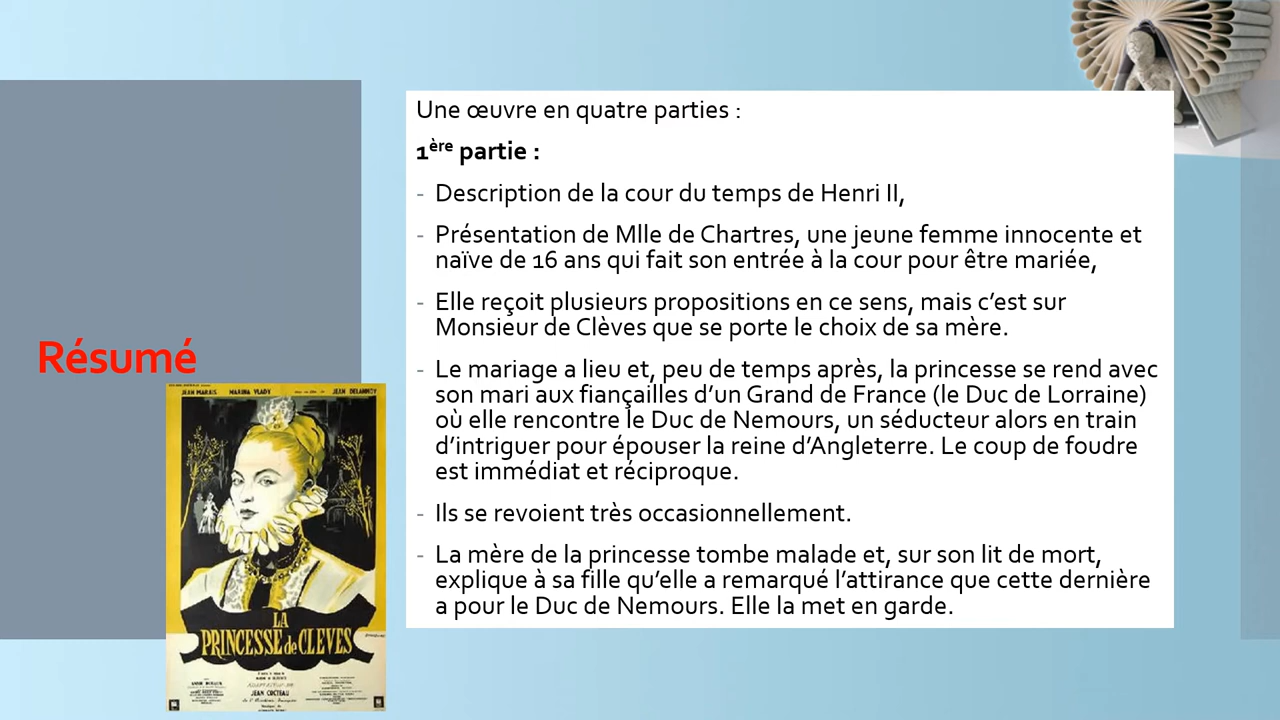 Une œuvre en quatre parties :
1ère partie :
- Description de la cour du temps de Henri II,
- Présentation de Mlle de Chartres, une jeune femme innocente et
naïve de 16 ans qui fait son entrée à la cour pour être mariée,
- Elle reçoit plusieurs propositions en ce sens, mais c’est sur
Monsieur de Clèves que se porte le choix de sa mère.
- Le mariage a lieu et, peu de temps après, la princesse se rend avec
son mari aux fiançailles d’un Grand de France (le Duc de Lorraine)
où elle rencontre le Duc de Nemours, un séducteur alors en train
d’intriguer pour épouser la reine d’Angleterre. Le coup de foudre
est immédiat et réciproque.
- Ils se revoient très occasionnellement.
- La mère de la princesse tombe malade et, sur son lit de mort,
explique à sa fille qu’elle a remarqué l’attirance que cette dernière
a pour le Duc de Nemours. Elle la met en garde.
Résumé
JEAN MARAIS MARINA VLADY JEAN DELANNOY
LA
PRINCESSE de CLEVES
JEAN COCTEAU